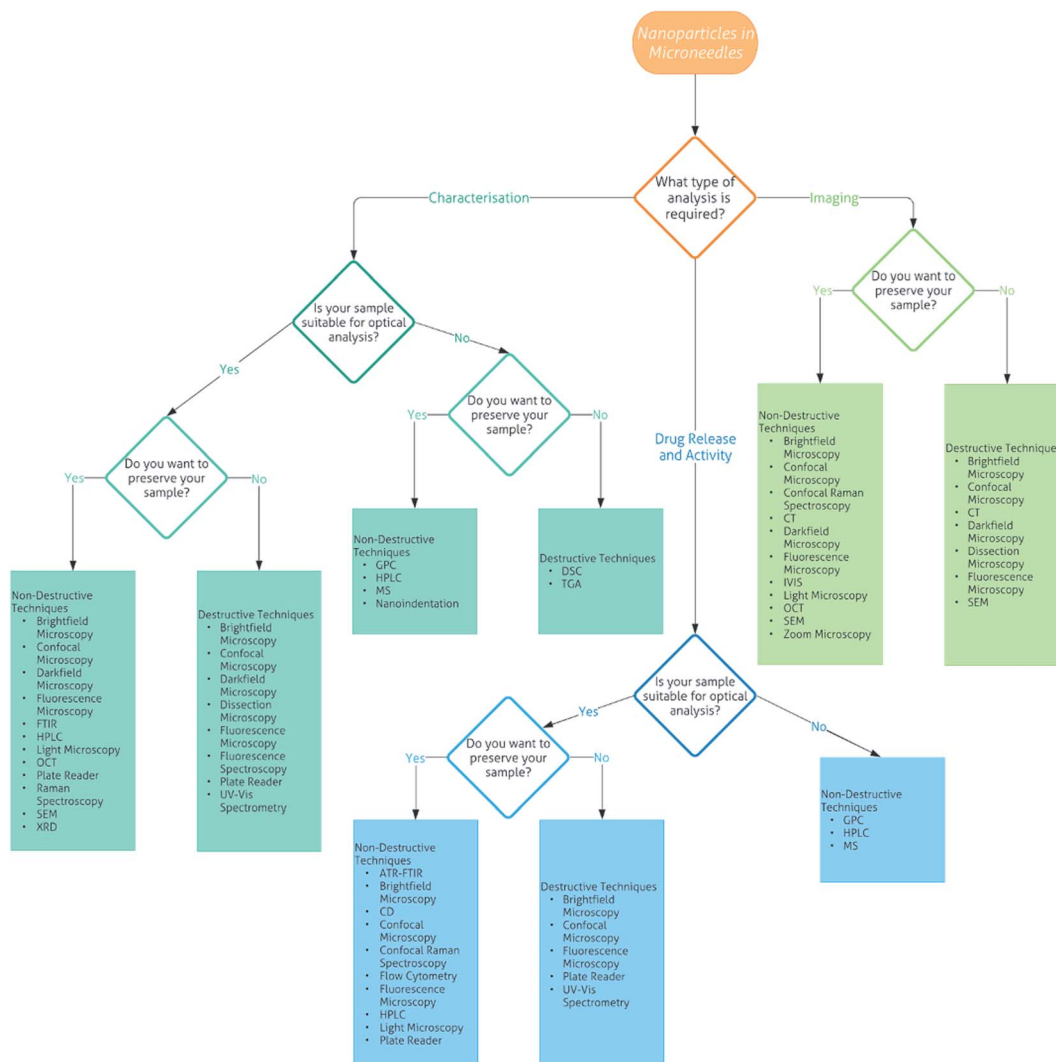 Nanoparticles in
Microneedles
What type of
analysis is
required?
Characterisation
Imaging
Drug Release
and Activity
Is your sample
suitable for optical
analysis?
Yes
No
Do you want to
preserve your
sample?
Yes
No
Non-Destructive
Techniques
• Brightfield
Microscopy
• Confocal
Microscopy
• Darkfield
Microscopy
• Fluorescence
Microscopy
• FTIR
• HPLC
• Light Microscopy
• OCT
• Plate Reader
• Raman
Spectroscopy
• SEM
• XRD
Destructive Techniques
• Brightfield
Microscopy
• Confocal
Microscopy
• Darkfield
Microscopy
• Dissection
Microscopy
• Fluorescence
Microscopy
• Fluorescence
Spectroscopy
• Plate Reader
• UV-Vis
Spectrometry
Do you want to
preserve your
sample?
Yes
No
Non-Destructive
Techniques
• GPC
• HPLC
• MS
• Nanoindentation
Destructive Techniques
• DSC
• TGA
Do you want to
preserve your
sample?
Yes
No
Non-Destructive
Techniques
• Brightfield
Microscopy
• Confocal
Microscopy
• Confocal Raman
Spectroscopy
• CT
• Darkfield
Microscopy
• Fluorescence
Microscopy
• IVIS
• Light Microscopy
• OCT
• SEM
• Zoom Microscopy
Destructive Techniques
• Brightfield
Microscopy
• Confocal
Microscopy
• CT
• Darkfield
Microscopy
• Dissection
Microscopy
• Fluorescence
Microscopy
• SEM
Is your sample
suitable for optical
analysis?
Yes
No
Do you want to
preserve your
sample?
Yes
No
Non-Destructive
Techniques
• ATR-FTIR
• Brightfield
Microscopy
• CD
• Confocal
Microscopy
• Confocal Raman
Spectroscopy
• Flow Cytometry
• Fluorescence
Microscopy
• HPLC
• Light Microscopy
• Plate Reader
Destructive Techniques
• Brightfield
Microscopy
• Confocal
Microscopy
• Fluorescence
Microscopy
• Plate Reader
• UV-Vis
Spectrometry
Non-Destructive
Techniques
• GPC
• HPLC
• MS